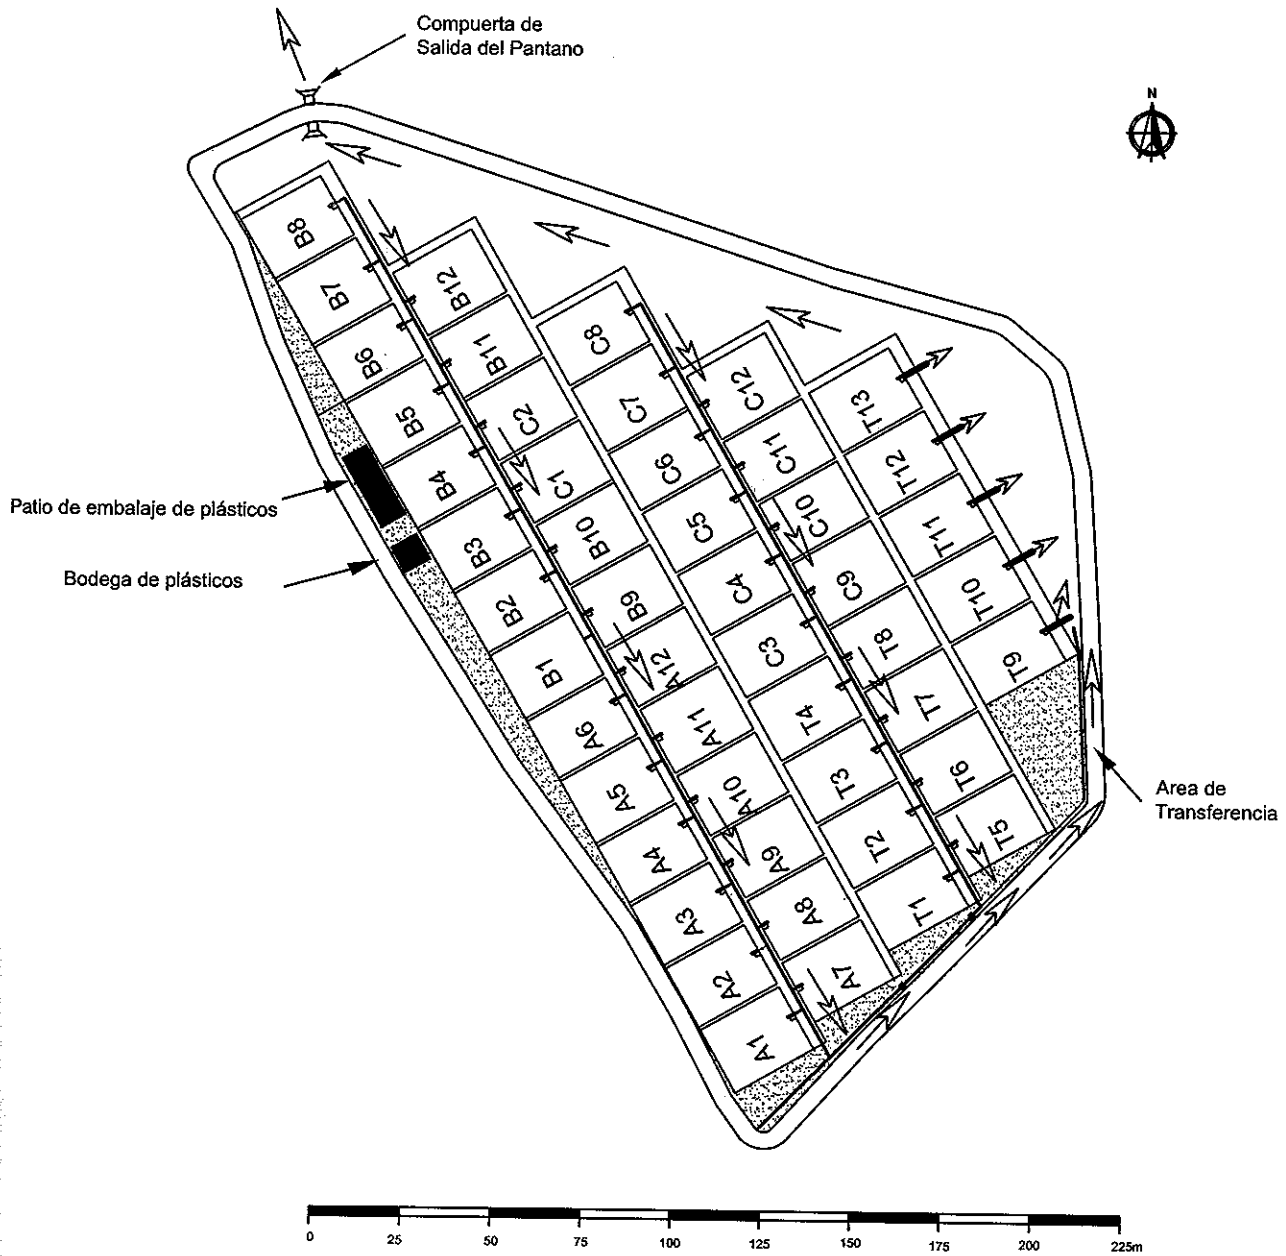 Compuerta de
Salida del Pantano
N
B8
B7
B6
B5
B4
B3
B2
B1
A6
A5
A4
A3
A2
A1
B12
B11
C2
C1
B10
B9
A12
A11
A10
A9
A8
A7
C8
C7
C6
C5
C4
C3
T4
T3
T2
T1
C12
C11
C10
C9
T8
T7
T6
T5
T13
T12
T11
T10
T9
Patio de embalaje de plásticos
Bodega de plásticos
Area de
Transferencia
0 25 50 75 100 125 150 175 200 225m